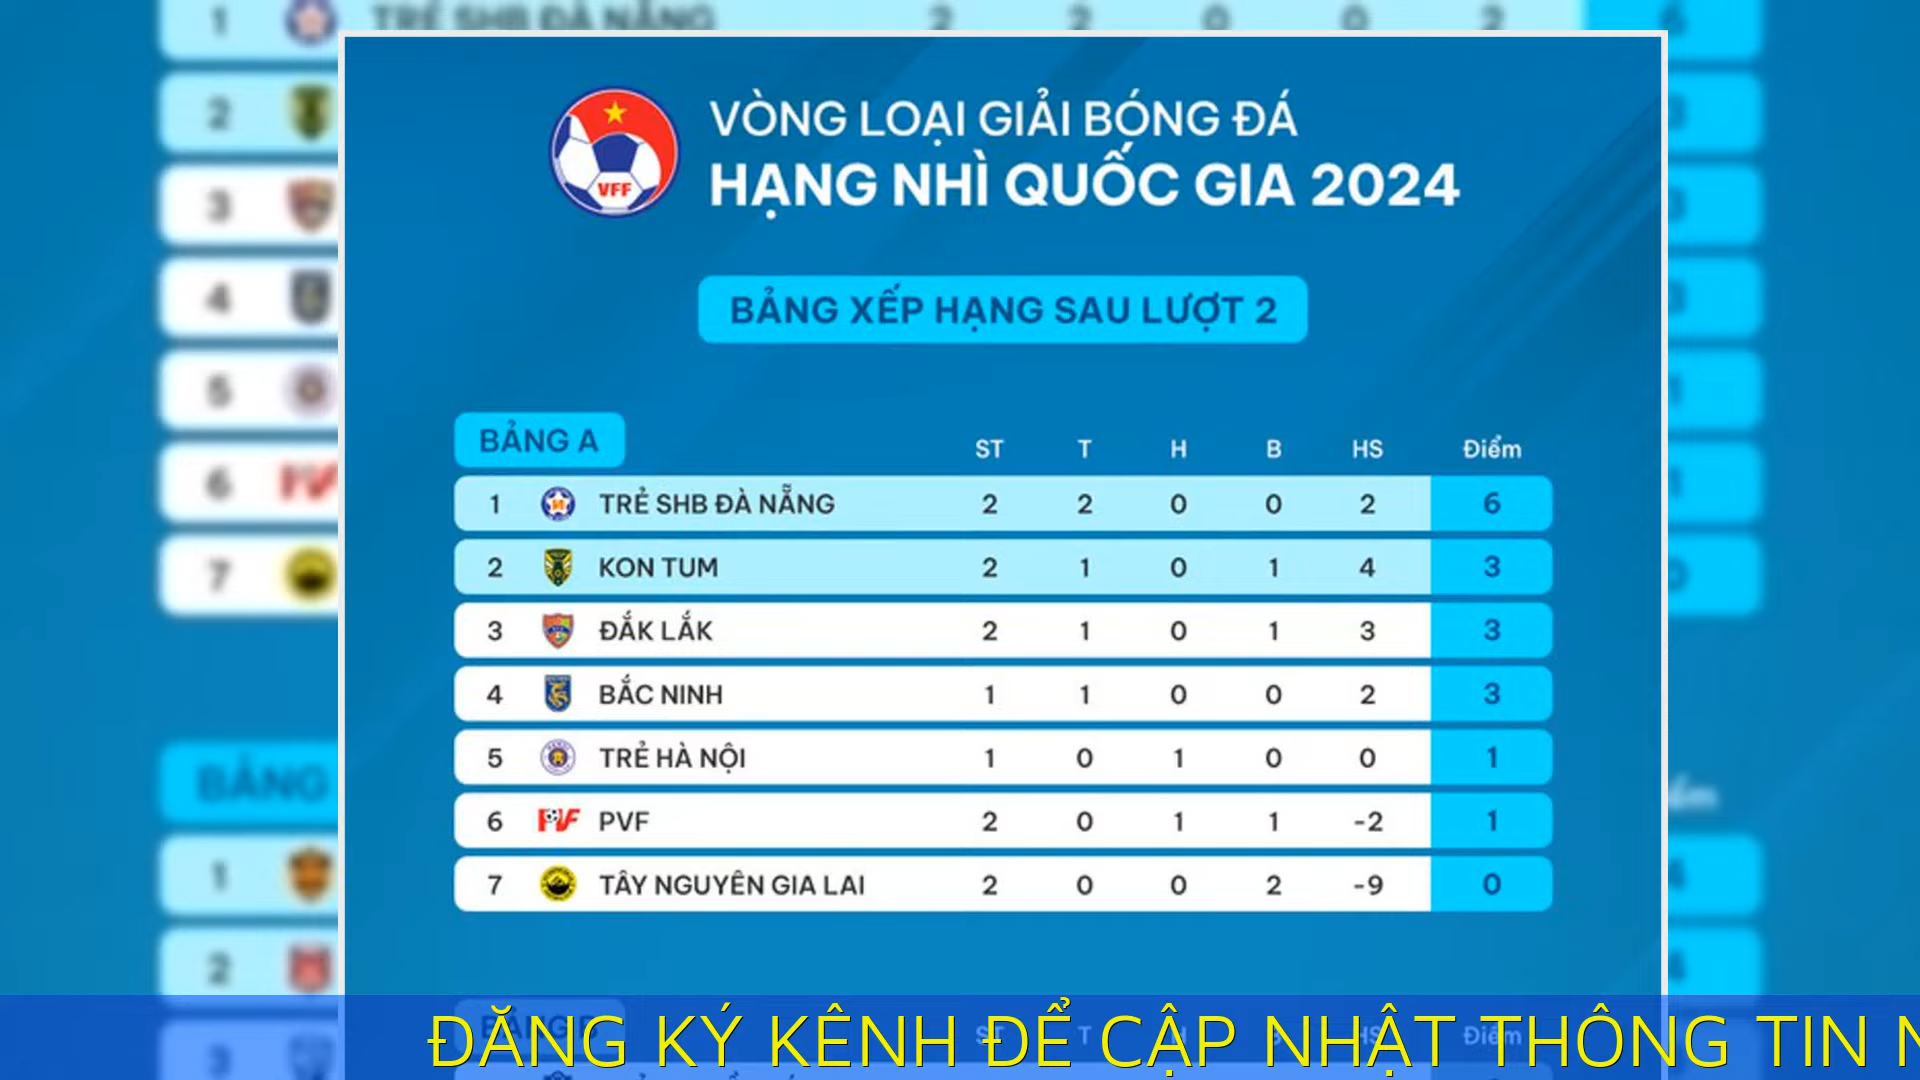 VFF
VÒNG LOẠI GIẢI BÓNG ĐÁ
HẠNG NHÌ QUỐC GIA 2024
BẢNG XẾP HẠNG SAU LƯỢT 2
BẢNG A ST T H B HS Điểm
1 TRẺ SHB ĐÀ NẴNG 2 2 0 0 2 6
2 KON TUM 2 1 0 1 4 3
3 ĐẮK LẮK 2 1 0 1 3 3
4 BẮC NINH 1 1 0 0 2 3
5 TRẺ HÀ NỘI 1 0 1 0 0 1
6 PVF PVF 2 0 1 1 -2 1
7 TÂY NGUYÊN GIA LAI 2 0 0 2 -9 0
ĐĂNG KÝ KÊNH ĐỂ CẬP NHẬT THÔNG TIN